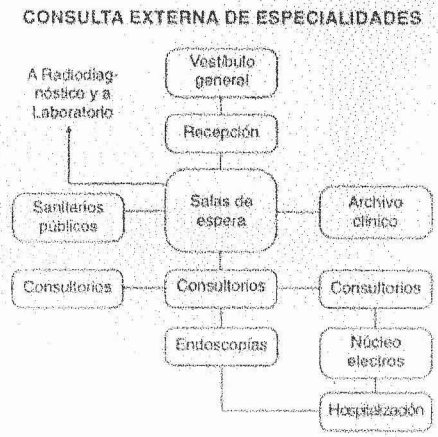 CONSULTA EXTERNA DE ESPECIALIDADES
Vestíbulo
general
A Radiodiag-
nóstico y a
Laboratorio
Recepción
Salas de
espera
Sanitarios
públicos
Archivo
clínico
Consultorios
Consultorios
Consultorios
Endoscopías
Núcleo
electros
Hospitalización